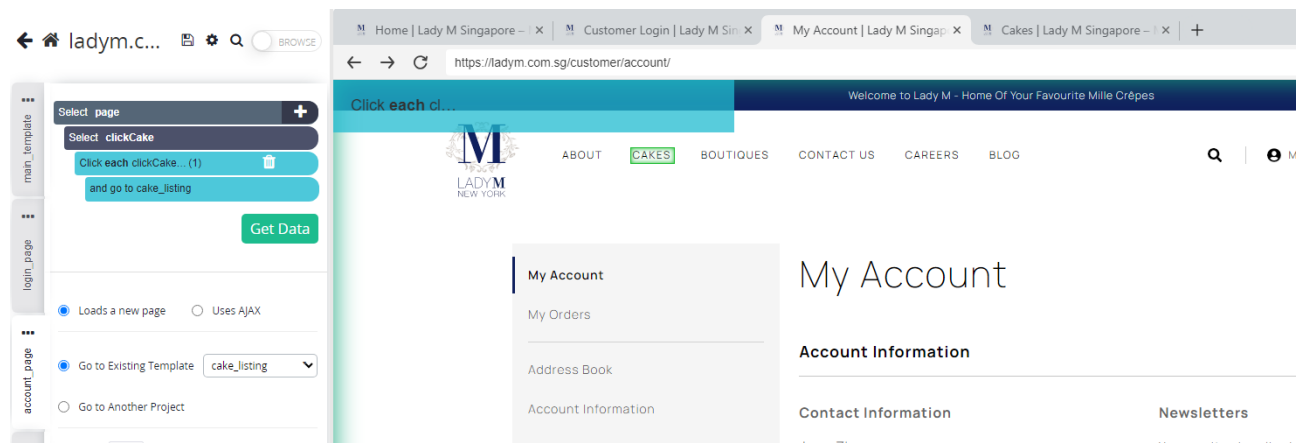 ladym.c...
BROWSE
Home | Lady M Singapore –
Customer Login | Lady M Sin
My Account | Lady M Singap
Cakes | Lady M Singapore –
https://ladym.com.sg/customer/account/
main_template
login_page
account_page
Select page
Select clickCake
Click each clickCake... (1)
and go to cake_listing
Get Data
Loads a new page
Uses AJAX
Go to Existing Template
cake_listing
Go to Another Project
Click each cl...
Welcome to Lady M - Home Of Your Favourite Mille Crêpes
M
LADYM
NEW YORK
ABOUT
CAKES
BOUTIQUES
CONTACT US
CAREERS
BLOG
M
My Account
My Orders
Address Book
Account Information
My Account
Account Information
Contact Information
Newsletters